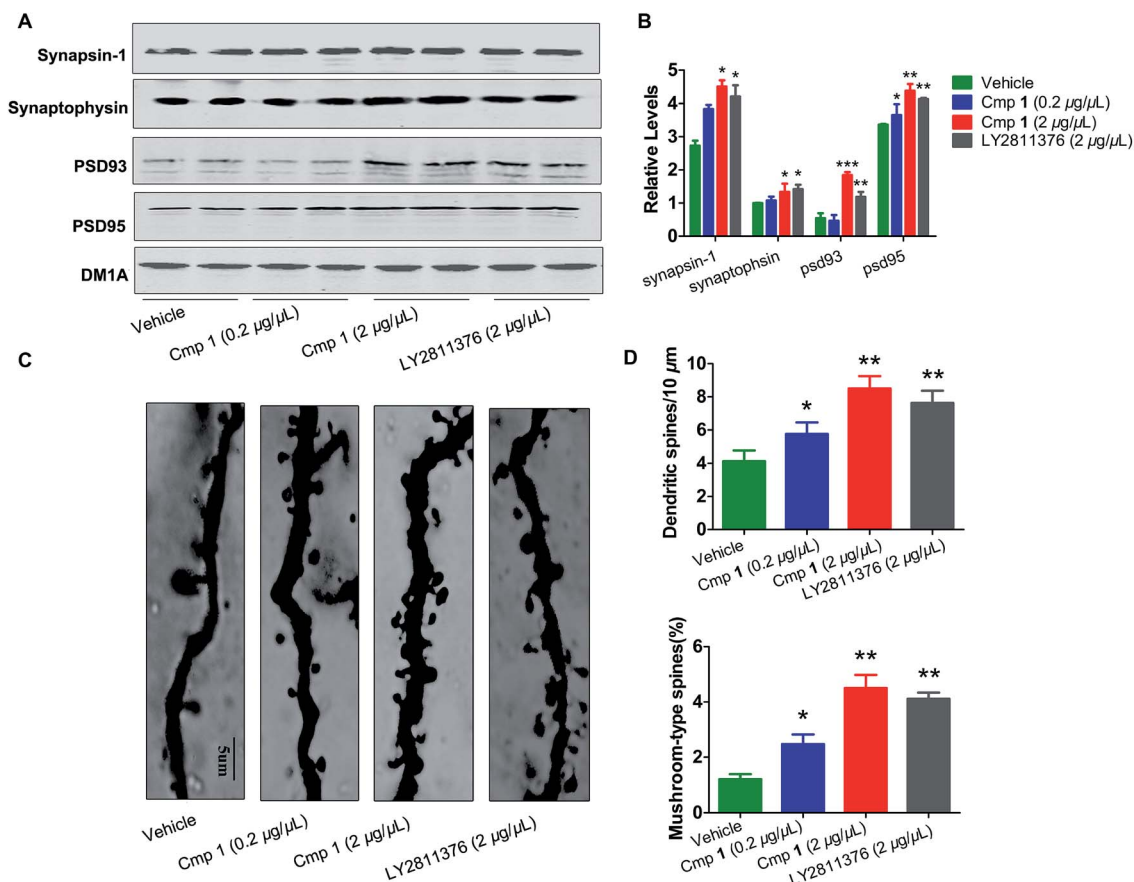 A
Synapsin-1
Synaptophysin
PSD93
PSD95
DM1A
Vehicle
Cmp 1 (0.2 µg/µL)
Cmp 1 (2 µg/µL)
LY2811376 (2 µg/µL)
B
Relative Levels
5
4
3
2
1
0
* *
* *
*** **
* ** **
synapsin-1
synaptophsin
psd93
psd95
Vehicle
Cmp 1 (0.2 µg/µL)
Cmp 1 (2 µg/µL)
LY2811376 (2 µg/µL)
C
5um
Vehicle
Cmp 1 (0.2 µg/µL)
Cmp 1 (2 µg/µL)
LY2811376 (2 µg/µL)
D
Dendritic spines/10 µm
10
8
6
4
2
0
* ** **
Vehicle
Cmp 1 (0.2 µg/µL)
Cmp 1 (2 µg/µL)
LY2811376 (2 µg/µL)
Mushroom-type spines(%)
6
4
2
0
* ** **
Vehicle
Cmp 1 (0.2 µg/µL)
Cmp 1 (2 µg/µL)
LY2811376 (2 µg/µL)